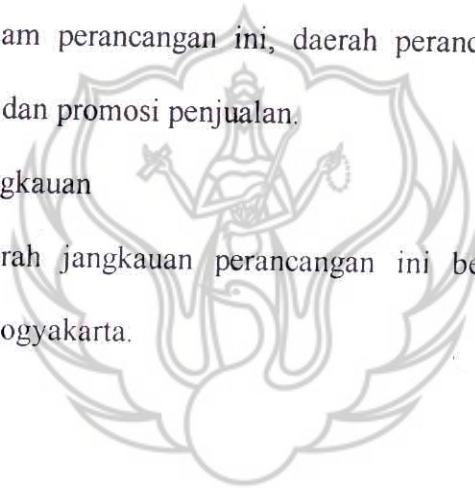 am perancangan ini, daerah peranc
dan promosi penjualan.
gkauan
rah jangkauan perancangan ini be
ogyakarta.